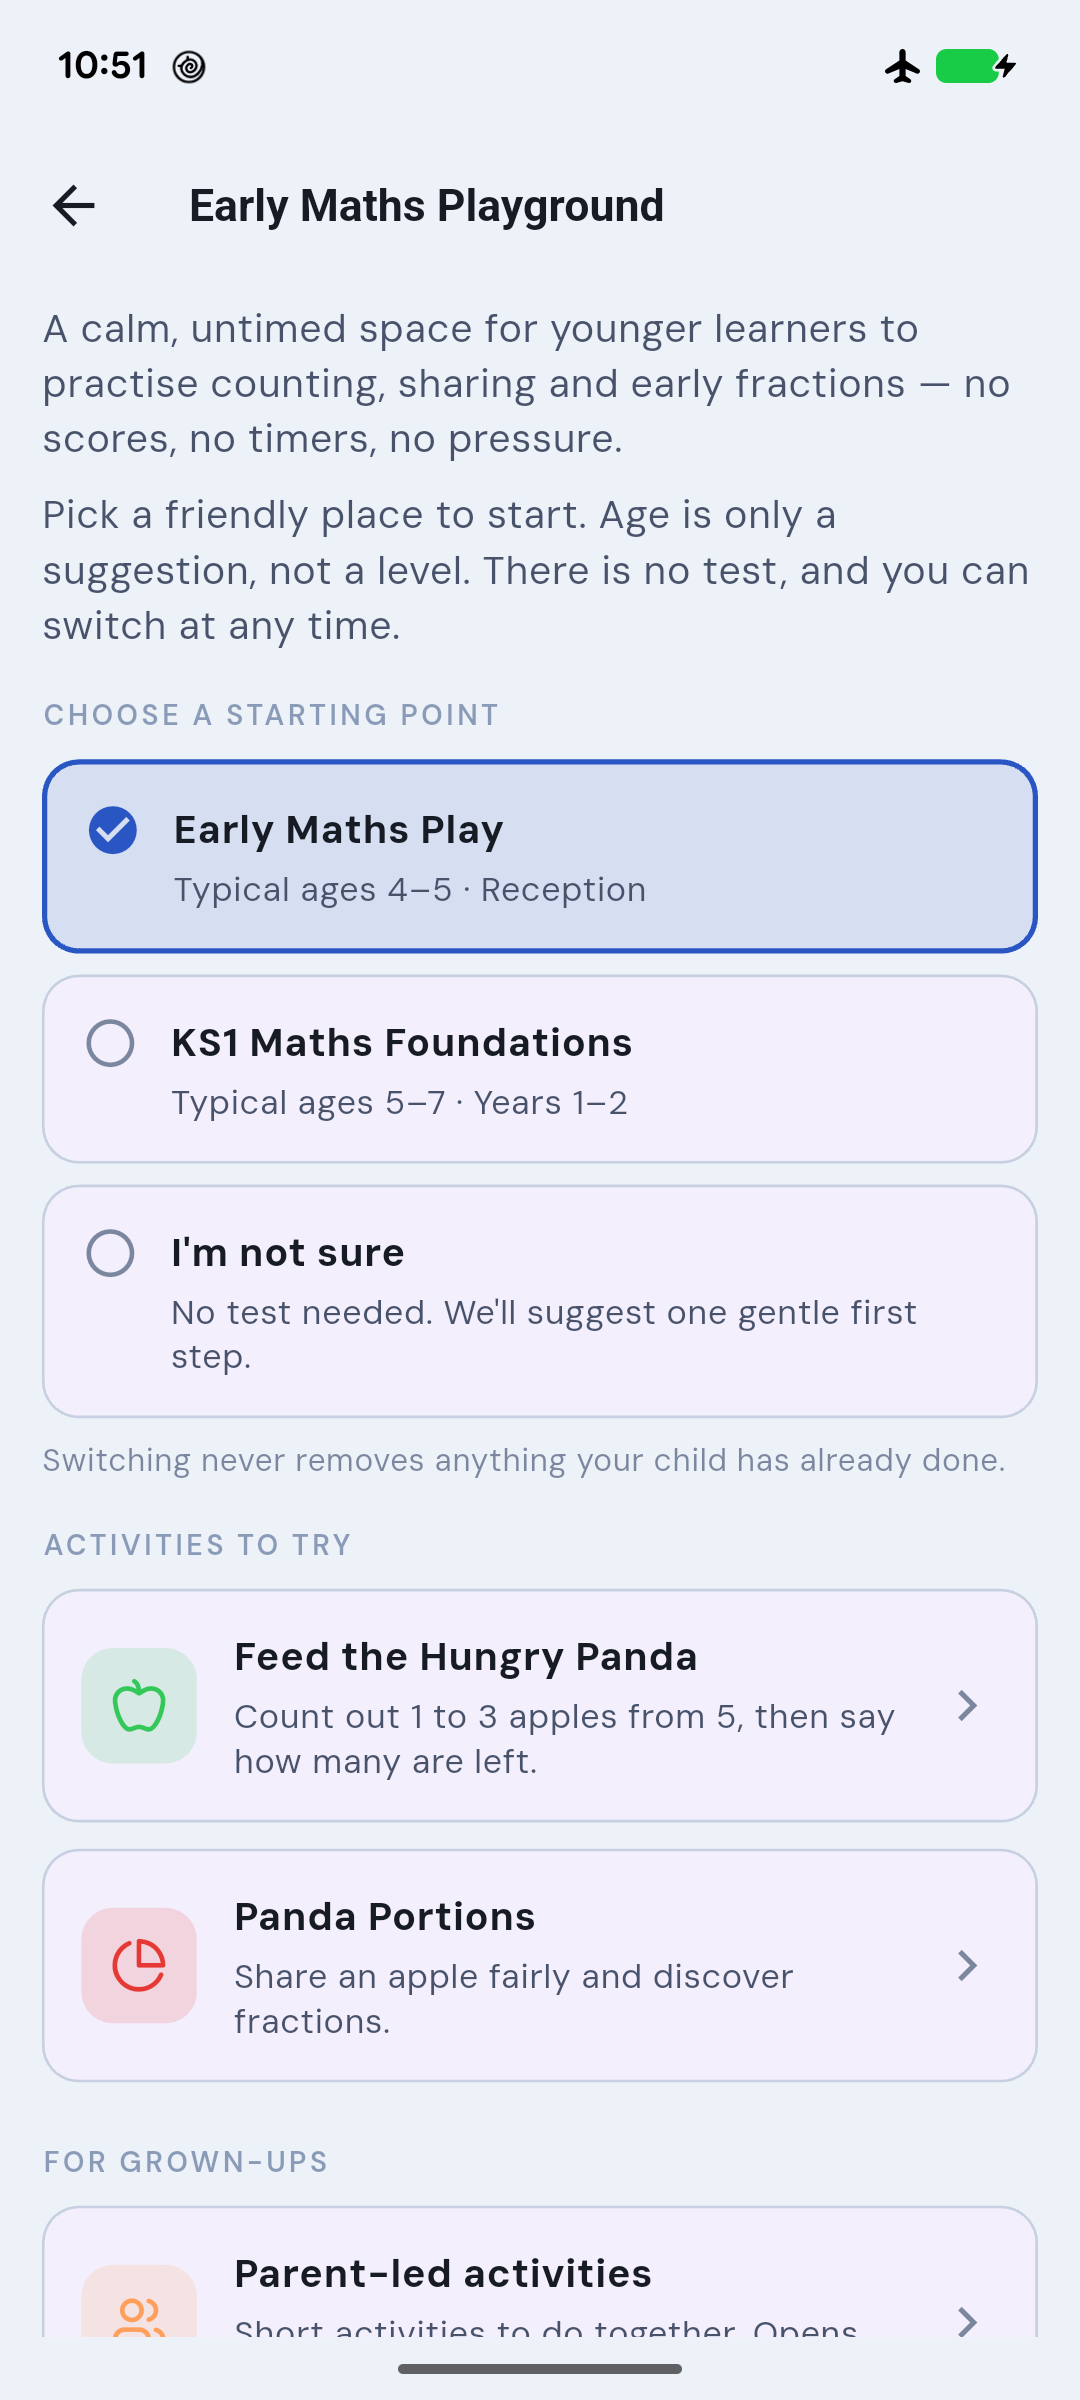 10:51
Early Maths Playground
A calm, untimed space for younger learners to
practise counting, sharing and early fractions — no
scores, no timers, no pressure.
Pick a friendly place to start. Age is only a
suggestion, not a level. There is no test, and you can
switch at any time.
CHOOSE A STARTING POINT
Early Maths Play
Typical ages 4–5 · Reception
KS1 Maths Foundations
Typical ages 5–7 · Years 1–2
I'm not sure
No test needed. We'll suggest one gentle first
step.
Switching never removes anything your child has already done.
ACTIVITIES TO TRY
Feed the Hungry Panda
Count out 1 to 3 apples from 5, then say
how many are left.
Panda Portions
Share an apple fairly and discover
fractions.
FOR GROWN-UPS
Parent-led activities
Short activities to do together. Opens